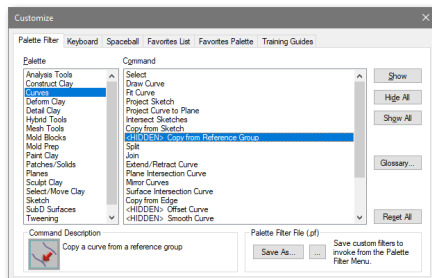 Customize
Palette Filter Keyboard Spaceball Favorites List Favorites Palette Training Guides
Palette
Analysis Tools
Construct Clay
Curves
Deform Clay
Detail Clay
Hybrid Tools
Mesh Tools
Mold Blocks
Mold Prep
Paint Clay
Patches/Solids
Planes
Sculpt Clay
Select/Move Clay
Sketch
SubD Surfaces
Tweening
Command
Select
Draw Curve
Fit Curve
Project Sketch
Project Curve to Plane
Intersect Sketches
Copy from Sketch
<HIDDEN> Copy from Reference Group
Split
Join
Extend/Retract Curve
Plane Intersection Curve
Mirror Curves
Surface Intersection Curve
Copy from Edge
<HIDDEN> Offset Curve
<HIDDEN> Smooth Curve
Show
Hide All
Show All
Glossary...
Reset All
Command Description
Copy a curve from a reference group
Palette Filter File (.pf)
Save As... ...
Save custom filters to
invoke from the Palette
Filter Menu.